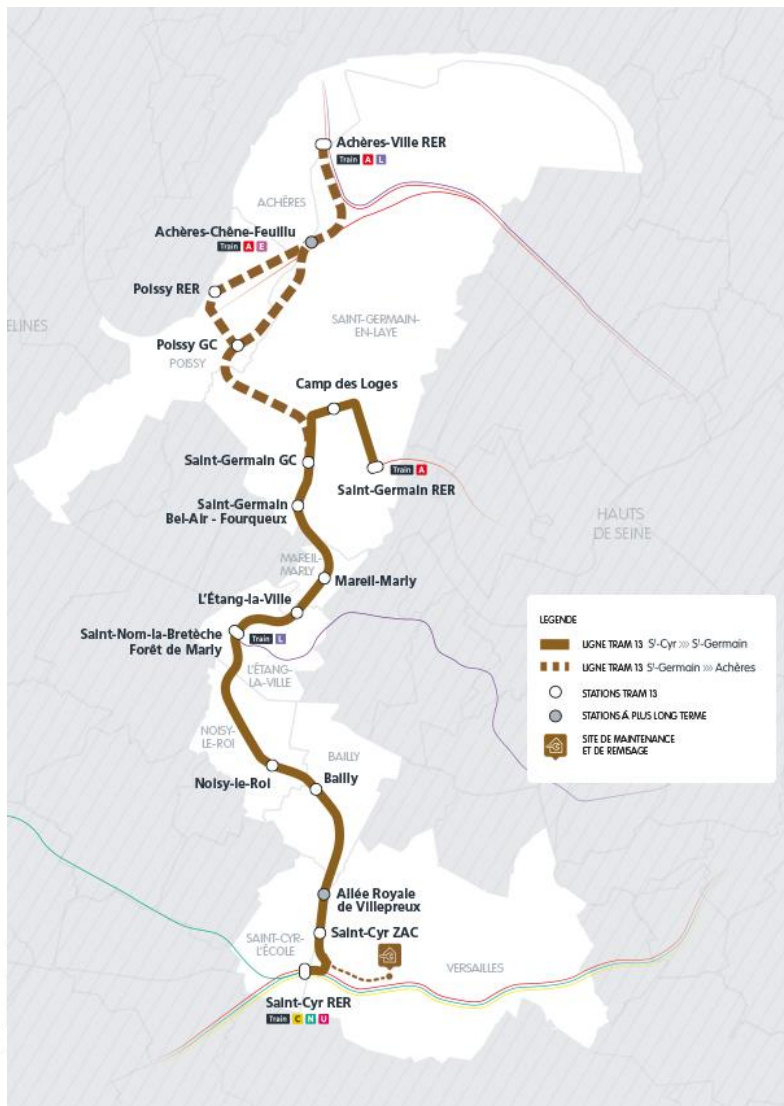 Achères-Ville RER
Train A L
ACHÈRES
Achères-Chêne-Feuillu
Train A E
Poissy RER
ELINES
SAINT-GERMAIN-
EN-LAYE
Poissy GC
POISSY
Camp des Loges
Saint-Germain GC
Train A
Saint-Germain RER
Saint-Germain
Bel-Air - Fourqueux
HAUTS
DE SEINE
MAREIL-
MARLY
Mareil-Marly
L'Étang-la-Ville
Saint-Nom-la-Bretèche
Forêt de Marly
Train L
L'ÉTANG-
LA-VILLE
LEGENDE
LIGNE TRAM 13 St-Cyr >>> St-Germain
LIGNE TRAM 13 St-Germain >>> Achères
STATIONS TRAM 13
STATIONS À PLUS LONG TERME
SITE DE MAINTENANCE
ET DE REMISAGE
NOISY-
LE-ROI
BAILLY
Noisy-le-Roi
Bailly
Allée Royale
de Villepreux
Saint-Cyr ZAC
SAINT-CYR-
L'ÉCOLE
VERSAILLES
Saint-Cyr RER
Train C N U